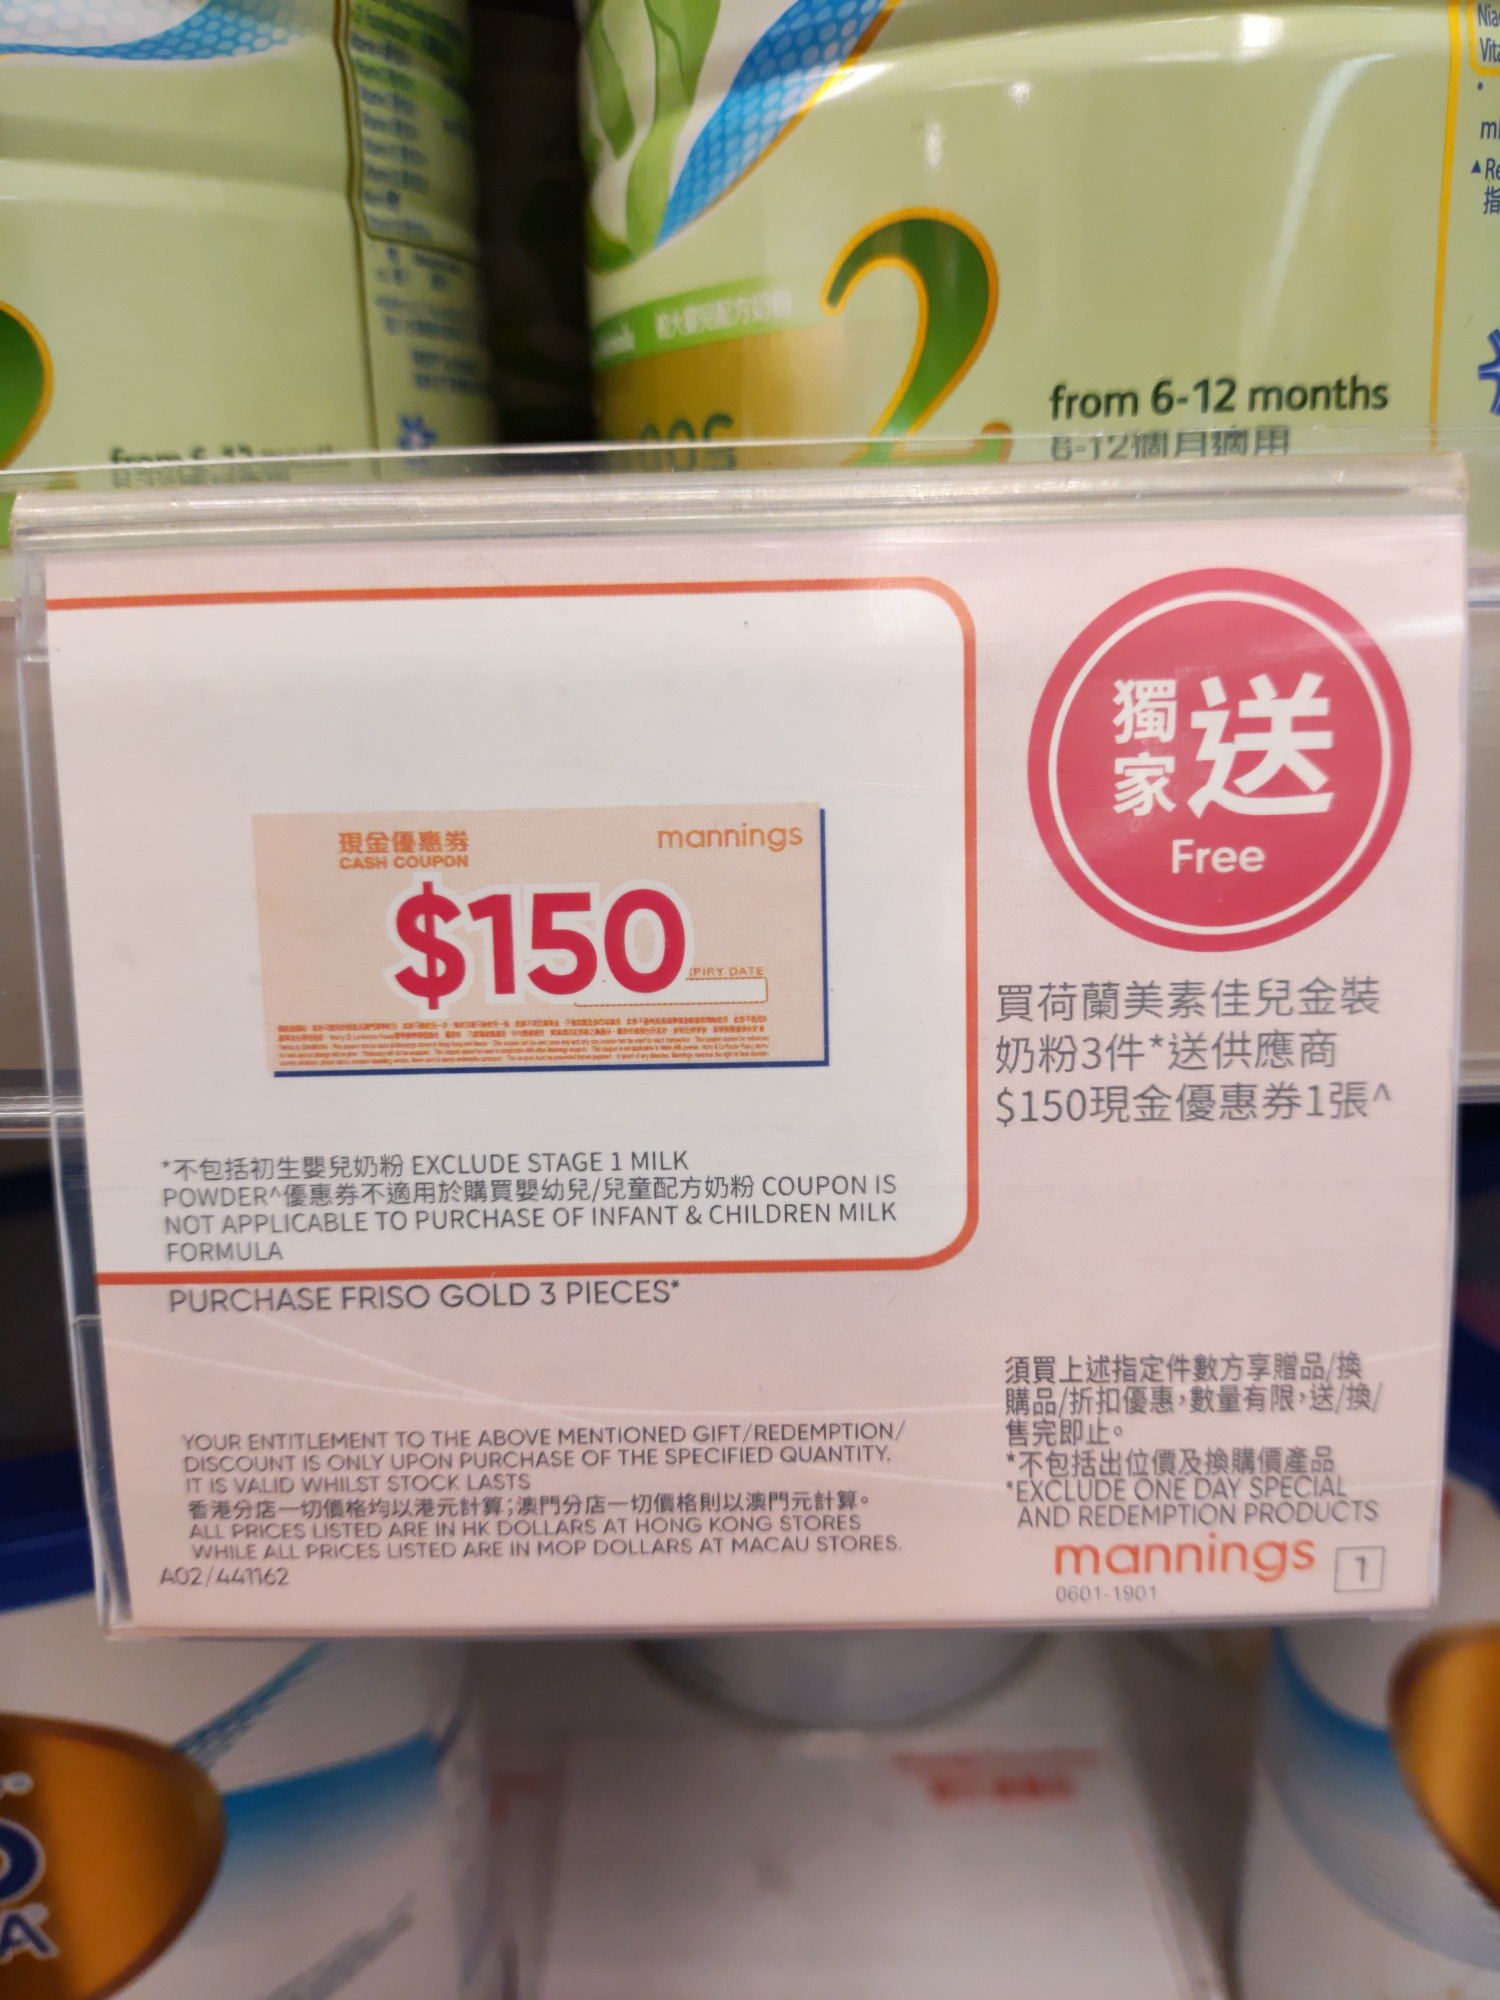 Nia
Vita
from 6-12 months
6-12個月適用
獨家 送
Free
現金優惠券
CASH COUPON
mannings
$150
PIRY DATE
買荷蘭美素佳兒金裝
奶粉3件*送供應商
$150現金優惠券1張^
*不包括初生嬰兒奶粉 EXCLUDE STAGE 1 MILK
POWDER^優惠券不適用於購買嬰幼兒/兒童配方奶粉 COUPON IS
NOT APPLICABLE TO PURCHASE OF INFANT & CHILDREN MILK
FORMULA
PURCHASE FRISO GOLD 3 PIECES*
YOUR ENTITLEMENT TO THE ABOVE MENTIONED GIFT/REDEMPTION/
DISCOUNT IS ONLY UPON PURCHASE OF THE SPECIFIED QUANTITY.
IT IS VALID WHILST STOCK LASTS
香港分店一切價格均以港元計算;澳門分店一切價格則以澳門元計算。
ALL PRICES LISTED ARE IN HK DOLLARS AT HONG KONG STORES
WHILE ALL PRICES LISTED ARE IN MOP DOLLARS AT MACAU STORES.
A02/441162
須買上述指定件數方享贈品/換
購品/折扣優惠,數量有限,送/換/
售完即止。
*不包括出位價及換購價產品
*EXCLUDE ONE DAY SPECIAL
AND REDEMPTION PRODUCTS
mannings 1
0601-1901